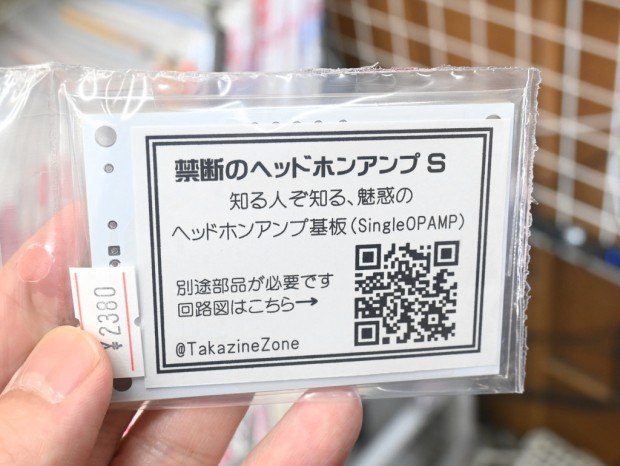 禁断のヘッドホンアンプ S
知る人ぞ知る、魅惑の
ヘッドホンアンプ基板(SingleOPAMP)
別途部品が必要です
回路図はこちら→
@TakazineZone
¥2380